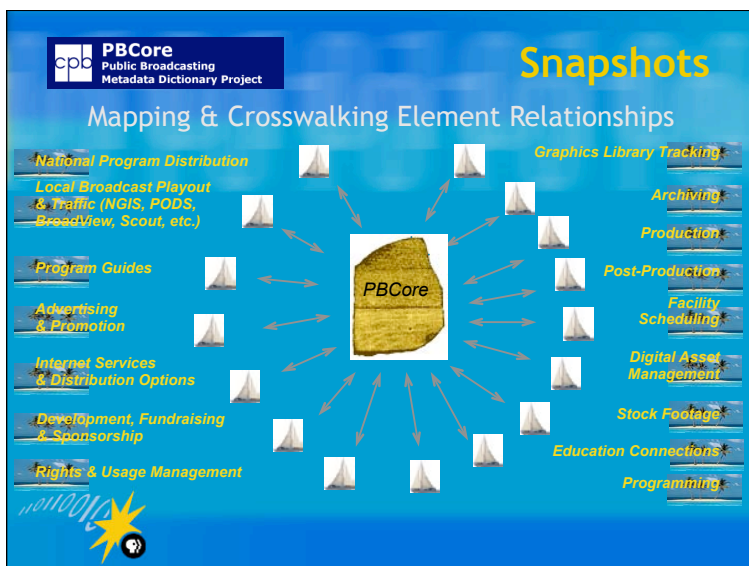 cpb
PBCore
Public Broadcasting
Metadata Dictionary Project
Snapshots
Mapping & Crosswalking Element Relationships
National Program Distribution
Local Broadcast Playout
& Traffic (NGIS, PODS,
BroadView, Scout, etc.)
Program Guides
Advertising
& Promotion
Internet Services
& Distribution Options
Development, Fundraising
& Sponsorship
Rights & Usage Management
PBCore
Graphics Library Tracking
Archiving
Production
Post-Production
Facility
Scheduling
Digital Asset
Management
Stock Footage
Education Connections
Programming